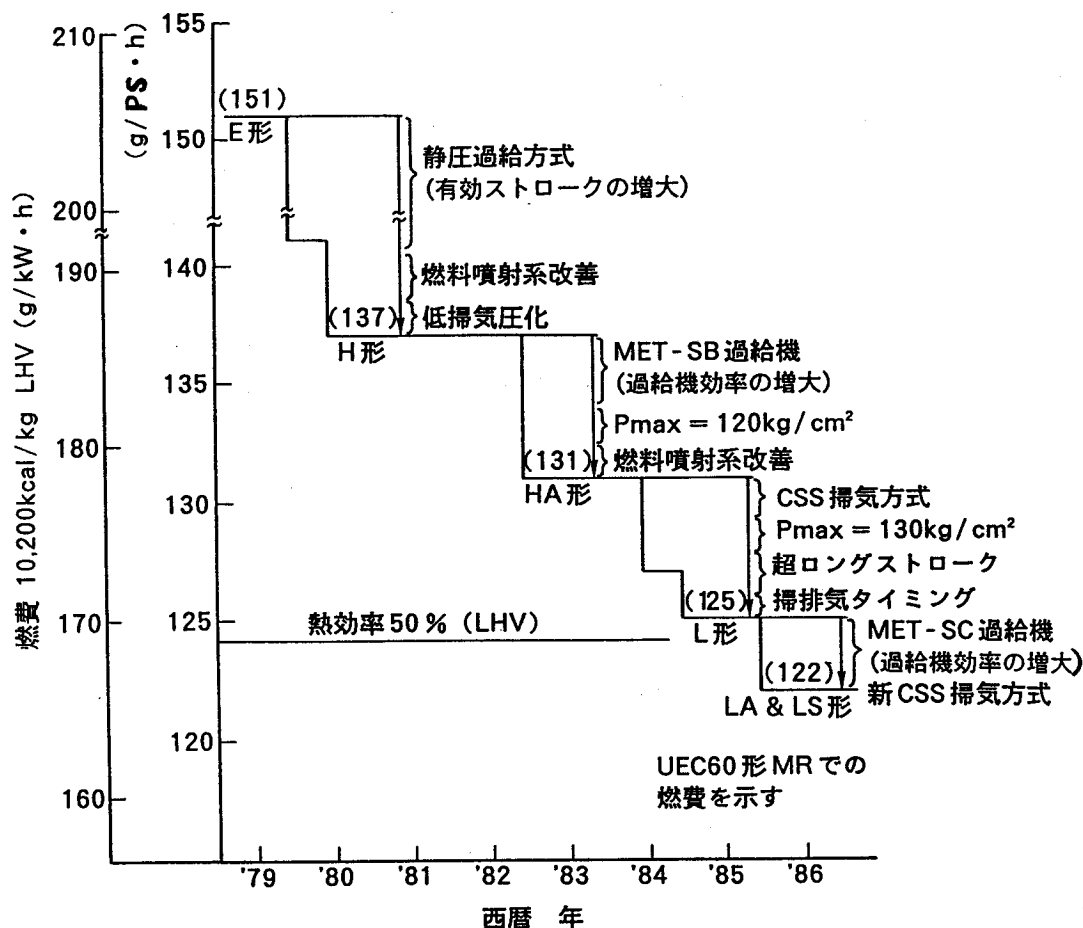 燃費 10,200kcal/kg LHV (g/kW・h)
210
200
190
180
170
160
(g/PS・h)
155
150
140
135
130
125
120
(151)
E形
静圧過給方式
(有効ストロークの増大)
燃料噴射系改善
(137)
低掃気圧化
H形
MET-SB過給機
(過給機効率の増大)
Pmax = 120kg/cm²
(131)
燃料噴射系改善
HA形
CSS掃気方式
Pmax = 130kg/cm²
超ロングストローク
(125)
掃排気タイミング
L形
熱効率50% (LHV)
MET-SC過給機
(過給機効率の増大)
(122)
新CSS掃気方式
LA & LS形
UEC60形MRでの
燃費を示す
'79 '80 '81 '82 '83 '84 '85 '86
西暦 年